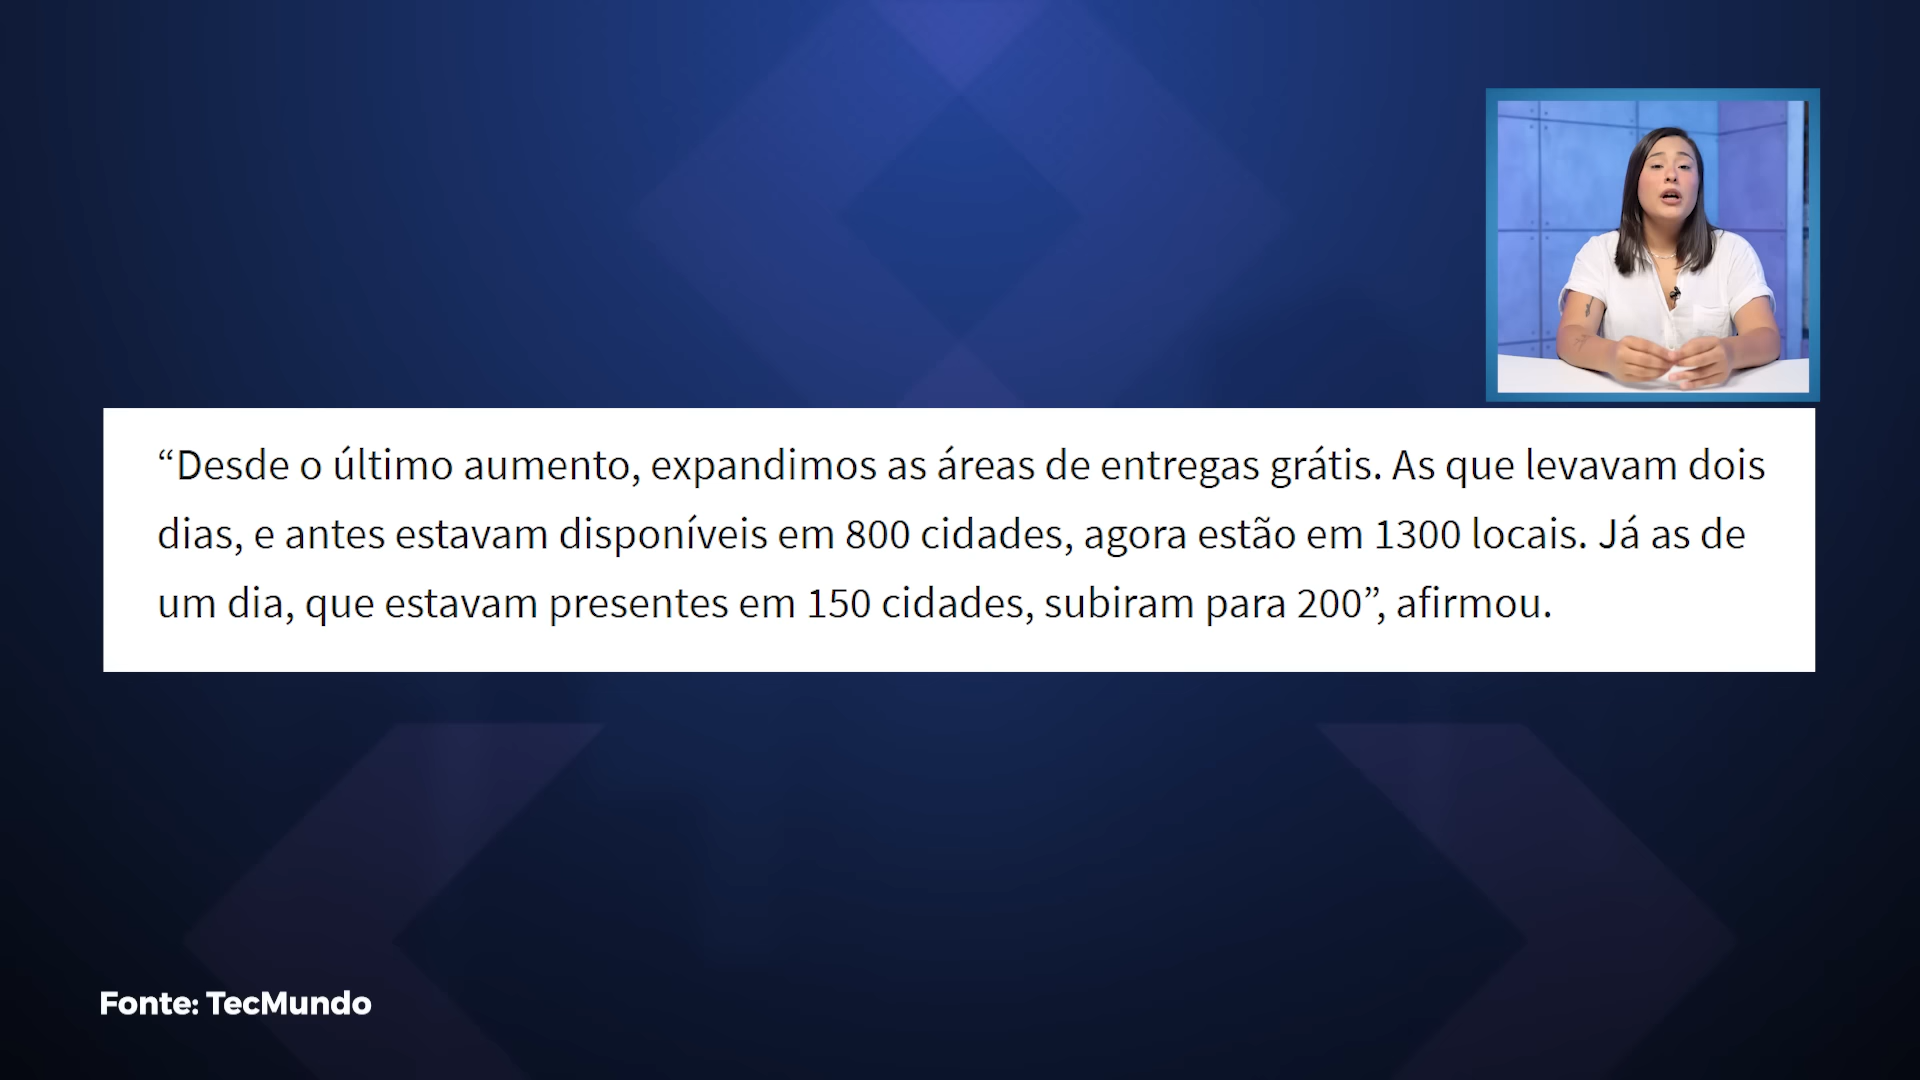 “Desde o último aumento, expandimos as áreas de entregas grátis. As que levavam dois
dias, e antes estavam disponíveis em 800 cidades, agora estão em 1300 locais. Já as de
um dia, que estavam presentes em 150 cidades, subiram para 200”, afirmou.
Fonte: TecMundo